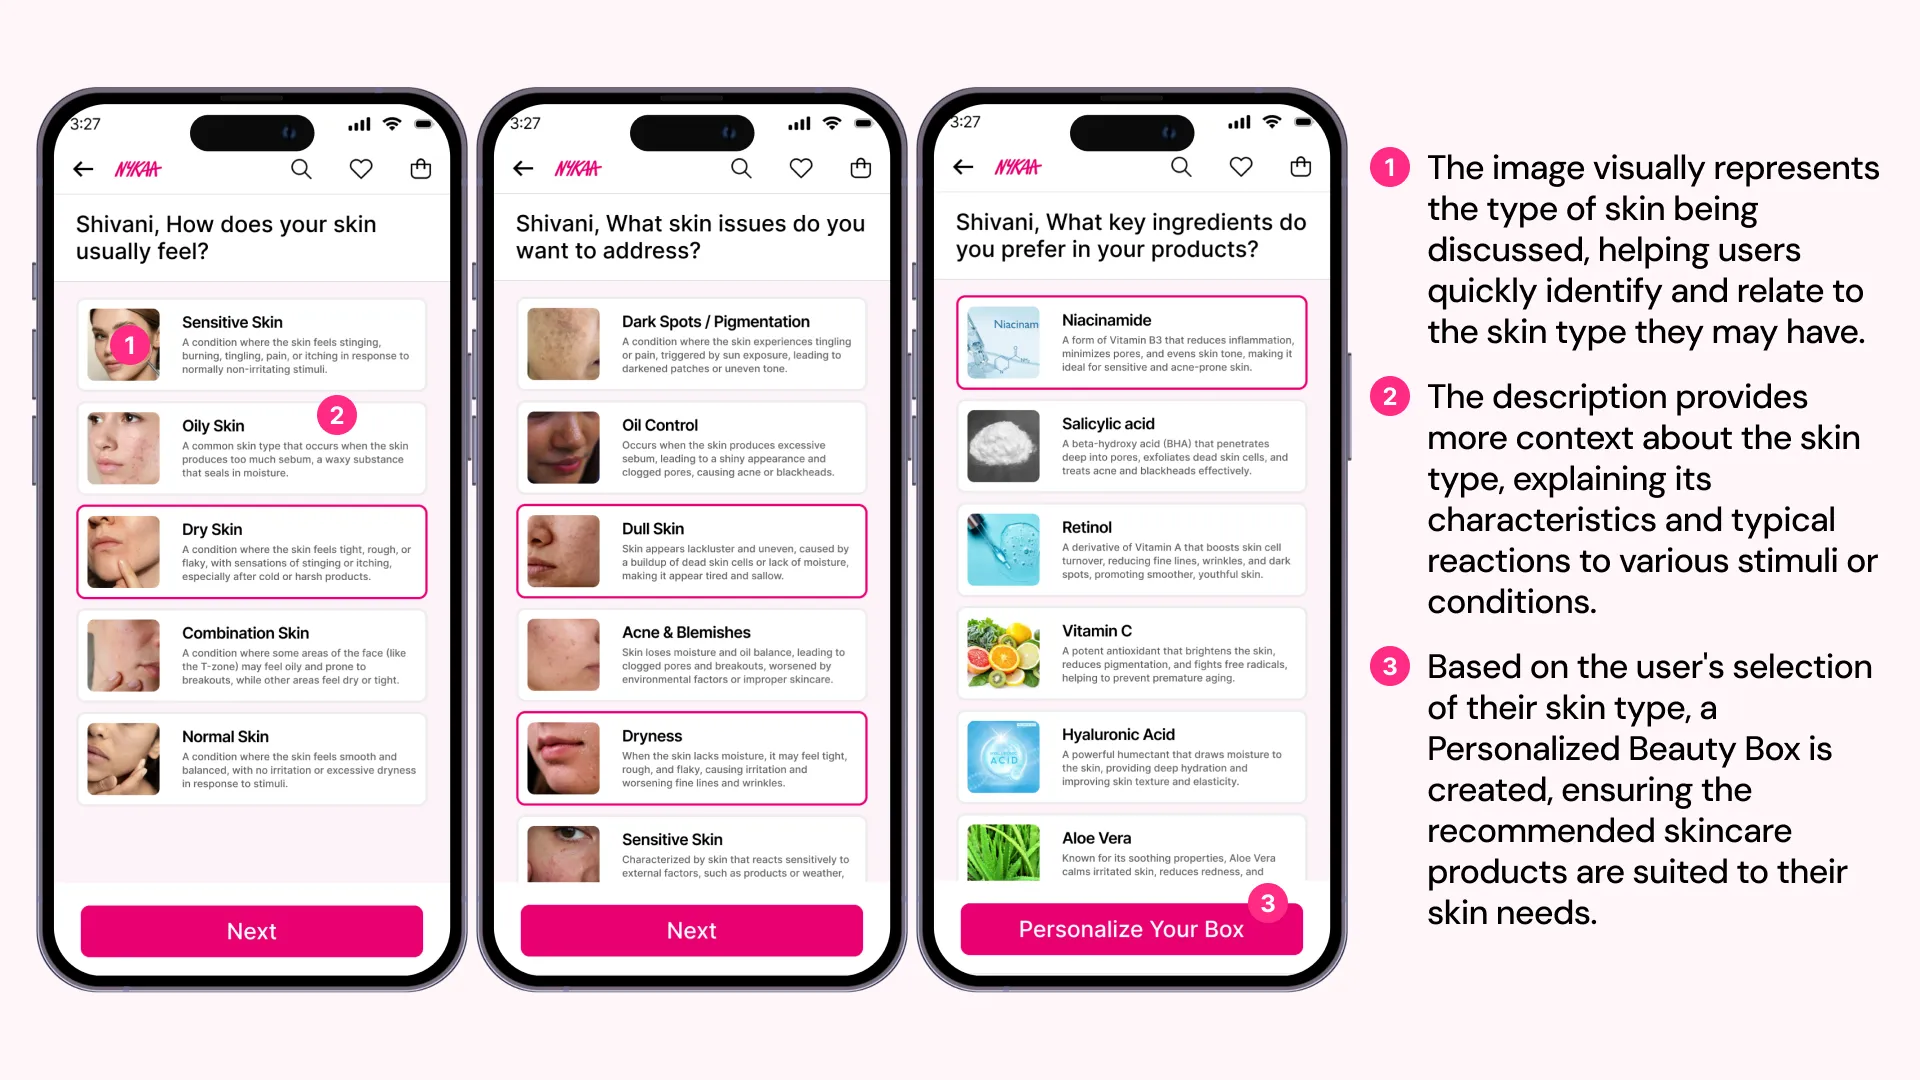 3:27
NYKAA
Shivani, How does your skin
usually feel?
1
Sensitive Skin
A condition where the skin feels stinging,
burning, tingling, pain, or itching in response to
normally non-irritating stimuli.
2
Oily Skin
A common skin type that occurs when the skin
produces too much sebum, a waxy substance
that seals in moisture.
Dry Skin
A condition where the skin feels tight, rough, or
flaky, with sensations of stinging or itching,
especially after cold or harsh products.
Combination Skin
A condition where some areas of the face (like
the T-zone) may feel oily and prone to
breakouts, while other areas feel dry or tight.
Normal Skin
A condition where the skin feels smooth and
balanced, with no irritation or excessive dryness
in response to stimuli.
Next
3:27
NYKAA
Shivani, What skin issues do you
want to address?
Dark Spots / Pigmentation
A condition where the skin experiences tingling
or pain, triggered by sun exposure, leading to
darkened patches or uneven tone.
Oil Control
Occurs when the skin produces excessive
sebum, leading to a shiny appearance and
clogged pores, causing acne or blackheads.
Dull Skin
Skin appears lackluster and uneven, caused by
a buildup of dead skin cells or lack of moisture,
making it appear tired and sallow.
Acne & Blemishes
Skin loses moisture and oil balance, leading to
clogged pores and breakouts, worsened by
environmental factors or improper skincare.
Dryness
When the skin lacks moisture, it may feel tight,
rough, and flaky, causing irritation and
worsening fine lines and wrinkles.
Sensitive Skin
Characterized by skin that reacts sensitively to
external factors, such as products or weather,
Next
3:27
NYKAA
Shivani, What key ingredients do
you prefer in your products?
Niacinam
Niacinamide
A form of Vitamin B3 that reduces inflammation,
minimizes pores, and evens skin tone, making it
ideal for sensitive and acne-prone skin.
Salicylic acid
A beta-hydroxy acid (BHA) that penetrates
deep into pores, exfoliates dead skin cells, and
treats acne and blackheads effectively.
Retinol
A derivative of Vitamin A that boosts skin cell
turnover, reducing fine lines, wrinkles, and dark
spots, promoting smoother, youthful skin.
Vitamin C
A potent antioxidant that brightens the skin,
reduces pigmentation, and fights free radicals,
helping to prevent premature aging.
ACID
Hyaluronic Acid
A powerful humectant that draws moisture to
the skin, providing deep hydration and
improving skin texture and elasticity.
Aloe Vera
Known for its soothing properties, Aloe Vera
calms irritated skin, reduces redness, and
3
Personalize Your Box
1
The image visually represents
the type of skin being
discussed, helping users
quickly identify and relate to
the skin type they may have.
2
The description provides
more context about the skin
type, explaining its
characteristics and typical
reactions to various stimuli or
conditions.
3
Based on the user's selection
of their skin type, a
Personalized Beauty Box is
created, ensuring the
recommended skincare
products are suited to their
skin needs.